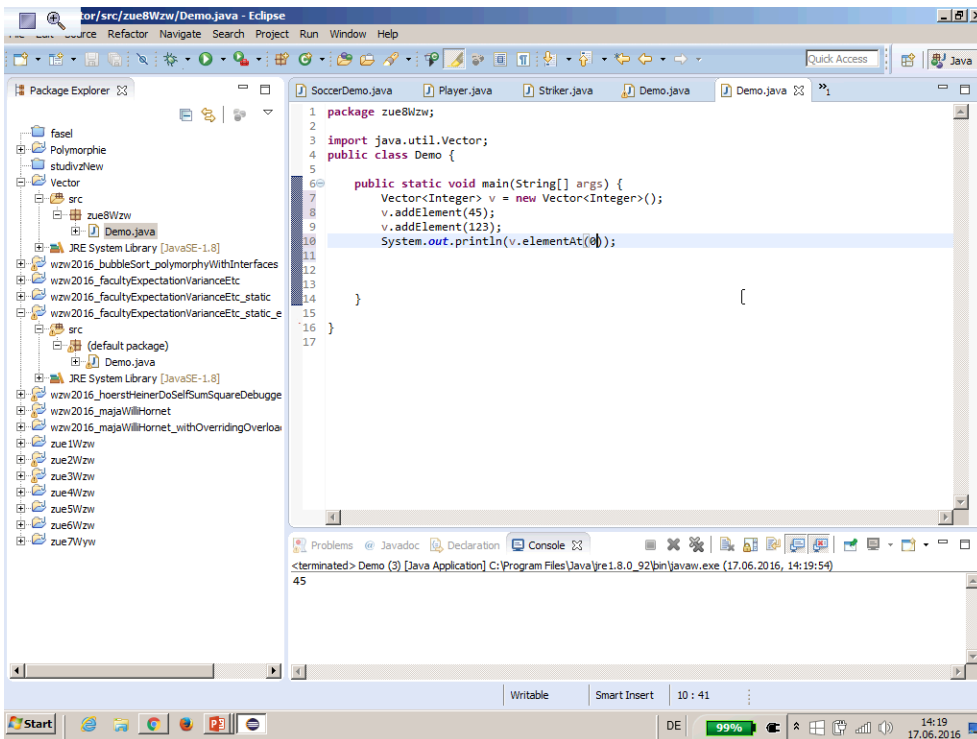 tor/src/zue8Wzw/Demo.java - Eclipse
File Edit Source Refactor Navigate Search Project Run Window Help
Quick Access
Java
Package Explorer
fasel
Polymorphie
studivzNew
Vector
src
zue8Wzw
Demo.java
JRE System Library [JavaSE-1.8]
wzw2016_bubbleSort_polymorphyWithInterfaces
wzw2016_facultyExpectationVarianceEtc
wzw2016_facultyExpectationVarianceEtc_static
wzw2016_facultyExpectationVarianceEtc_static_e
src
(default package)
Demo.java
JRE System Library [JavaSE-1.8]
wzw2016_hoerstHeinerDoSelfSumSquareDebugge
wzw2016_majaWilliHornet
wzw2016_majaWilliHornet_withOverridingOverloa
zue1Wzw
zue2Wzw
zue3Wzw
zue4Wzw
zue5Wzw
zue6Wzw
zue7Wyw
SoccerDemo.java Player.java Striker.java Demo.java Demo.java »1
1 package zue8Wzw;
2
3 import java.util.Vector;
4 public class Demo {
5
6 public static void main(String[] args) {
7 Vector<Integer> v = new Vector<Integer>();
8 v.addElement(45);
9 v.addElement(123);
10 System.out.println(v.elementAt(0));
11
12
13
14 }
15
16 }
17
Problems @ Javadoc Declaration Console
<terminated> Demo (3) [Java Application] C:\Program Files\Java\jre1.8.0_92\bin\javaw.exe (17.06.2016, 14:19:54)
45
Writable Smart Insert 10 : 41
Start
DE 99% 14:19
17.06.2016